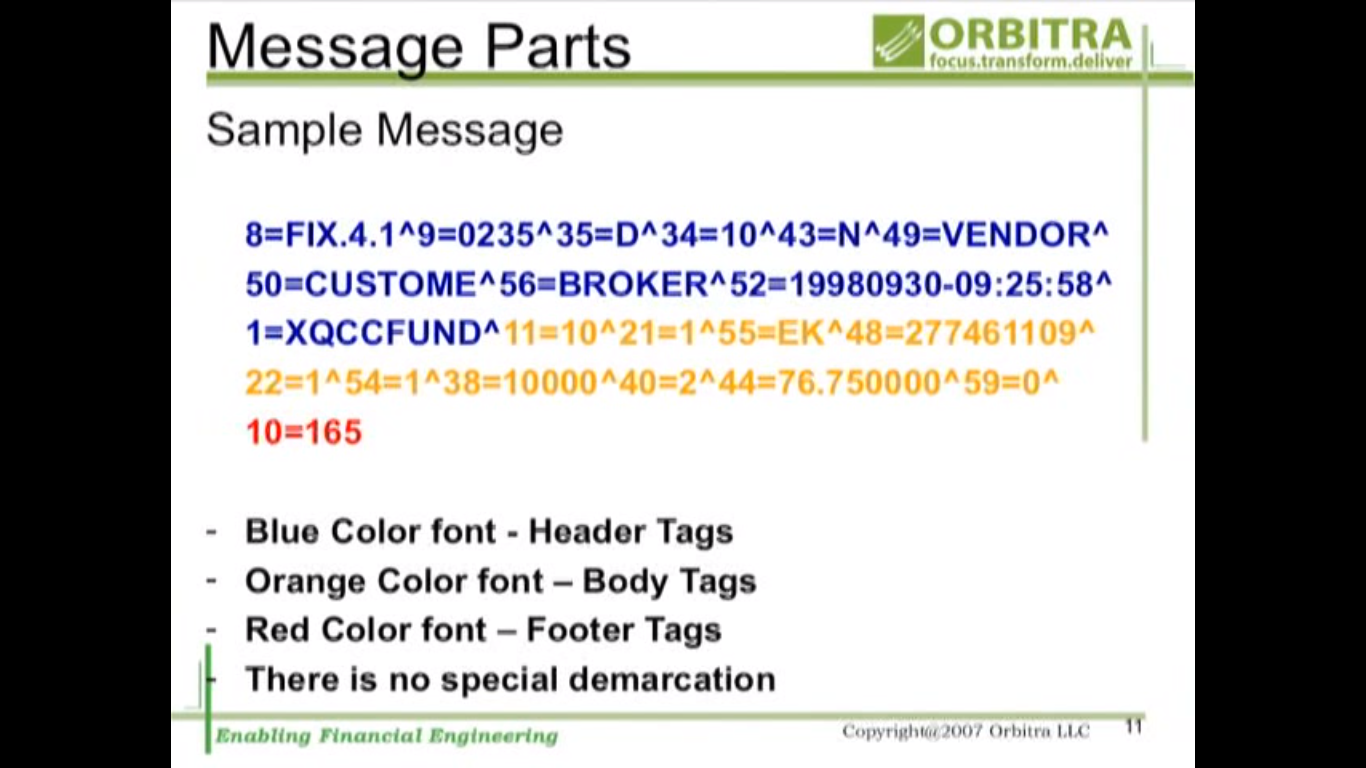 Message Parts
ORBITRA
focus.transform.deliver
Sample Message
8=FIX.4.1^9=0235^35=D^34=10^43=N^49=VENDOR^
50=CUSTOME^56=BROKER^52=19980930-09:25:58^
1=XQCCFUND^11=10^21=1^55=EK^48=277461109^
22=1^54=1^38=10000^40=2^44=76.750000^59=0^
10=165
- Blue Color font - Header Tags
- Orange Color font – Body Tags
- Red Color font – Footer Tags
- There is no special demarcation
Enabling Financial Engineering
Copyright@2007 Orbitra LLC
11